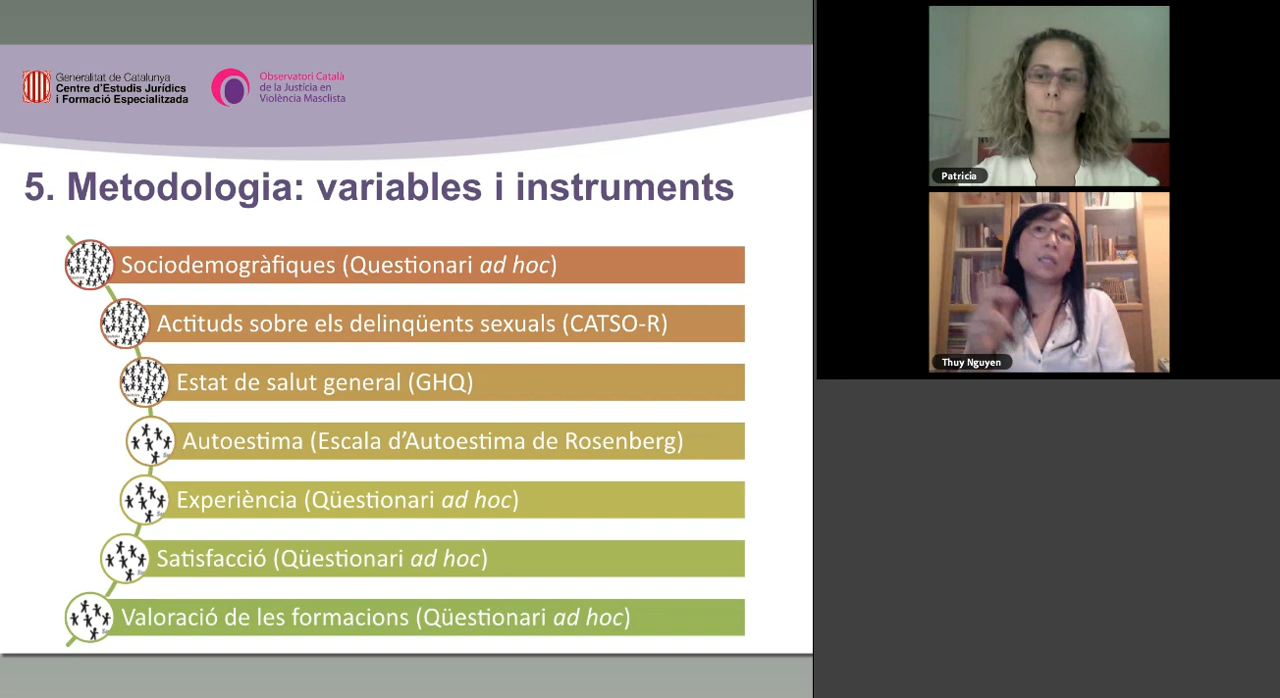 Generalitat de Catalunya
Centre d'Estudis Jurídics
i Formació Especialitzada
Observatori Català
de la Justícia en
Violència Masclista
5. Metodologia: variables i instruments
Sociodemogràfiques (Questionari ad hoc)
Actituds sobre els delinqüents sexuals (CATSO-R)
Estat de salut general (GHQ)
Autoestima (Escala d'Autoestima de Rosenberg)
Experiència (Qüestionari ad hoc)
Satisfacció (Qüestionari ad hoc)
Valoració de les formacions (Qüestionari ad hoc)
Patricia
Thuy Nguyen